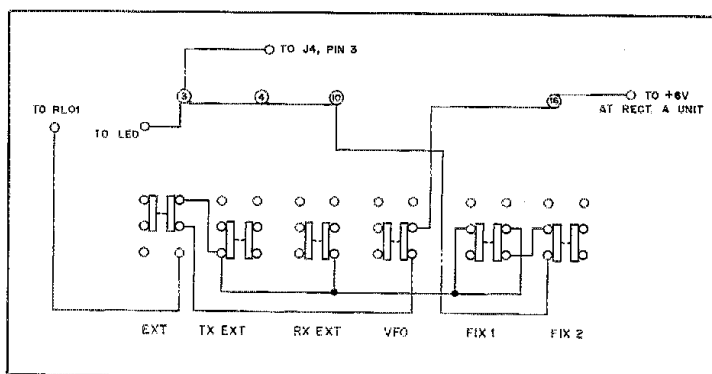 TO J4, PIN 3
3
4
10
16
TO +6V
AT RECT. A UNIT
TO RL01
TO LED
EXT
TX EXT
RX EXT
VFO
FIX 1
FIX 2